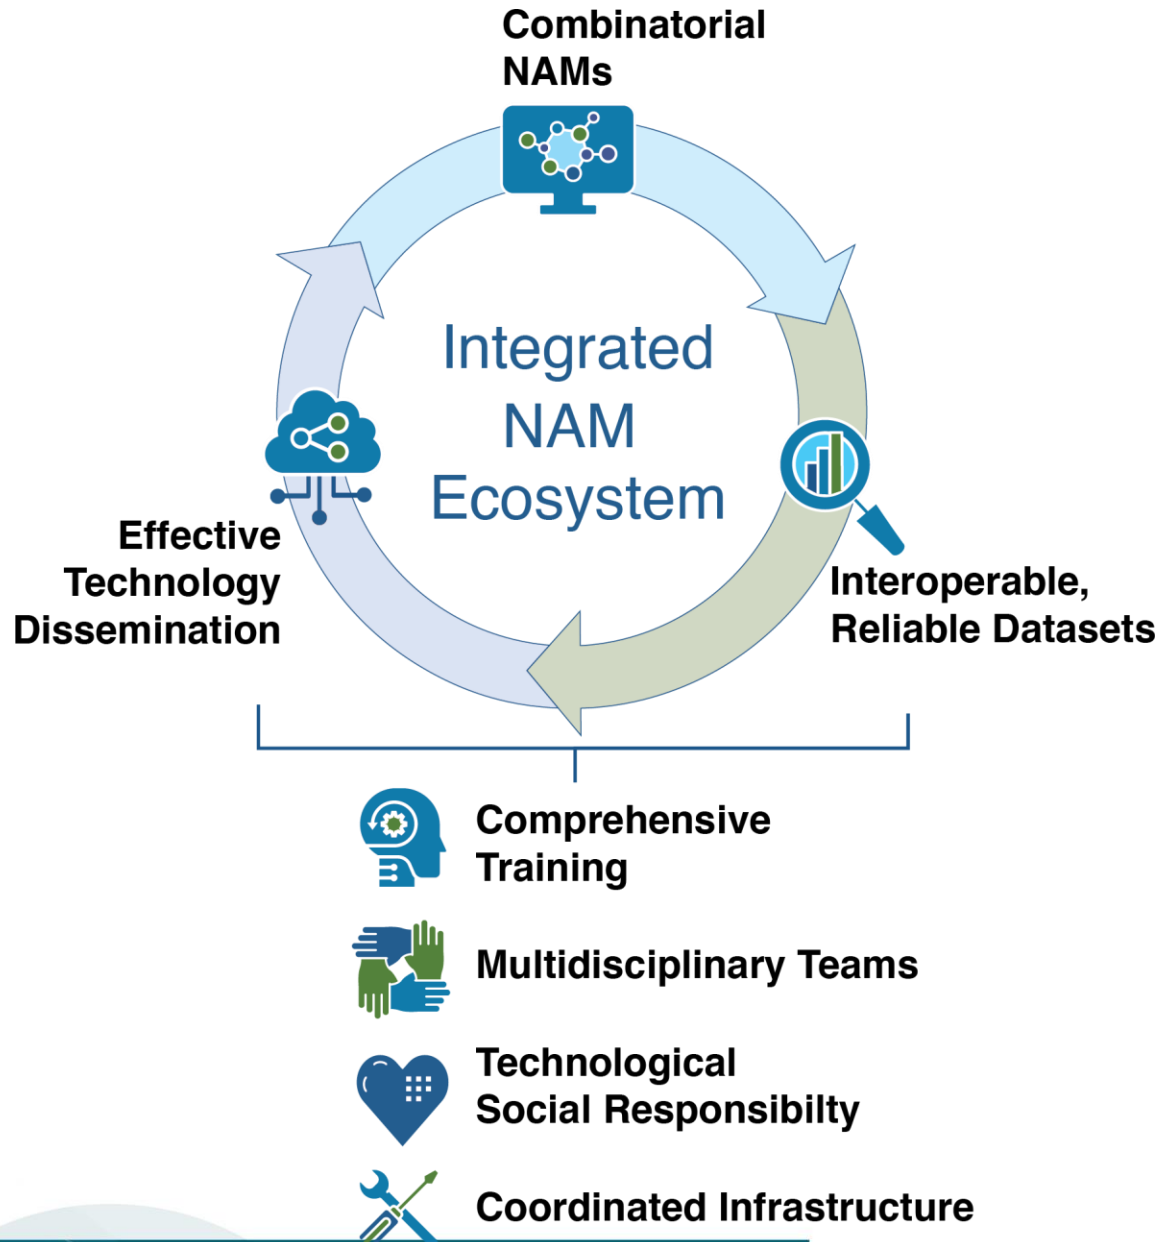 Combinatorial
NAMs
Integrated
NAM
Ecosystem
Effective
Technology
Dissemination
Interoperable,
Reliable Datasets
Comprehensive
Training
Multidisciplinary Teams
Technological
Social Responsibilty
Coordinated Infrastructure